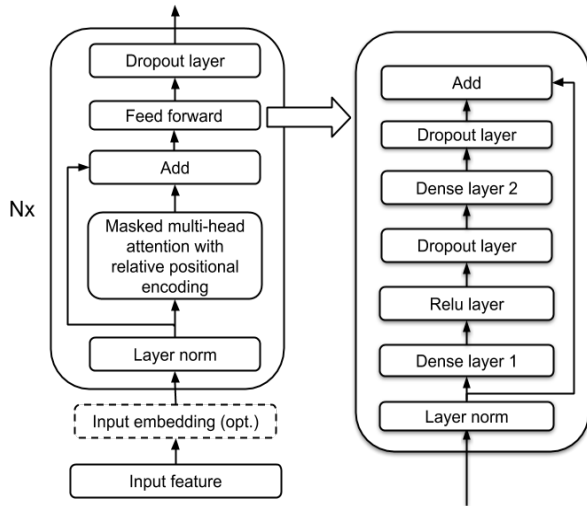 Dropout layer
Feed forward
Add
Nx
Masked multi-head
attention with
relative positional
encoding
Layer norm
Input embedding (opt.)
Input feature
Add
Dropout layer
Dense layer 2
Dropout layer
Relu layer
Dense layer 1
Layer norm